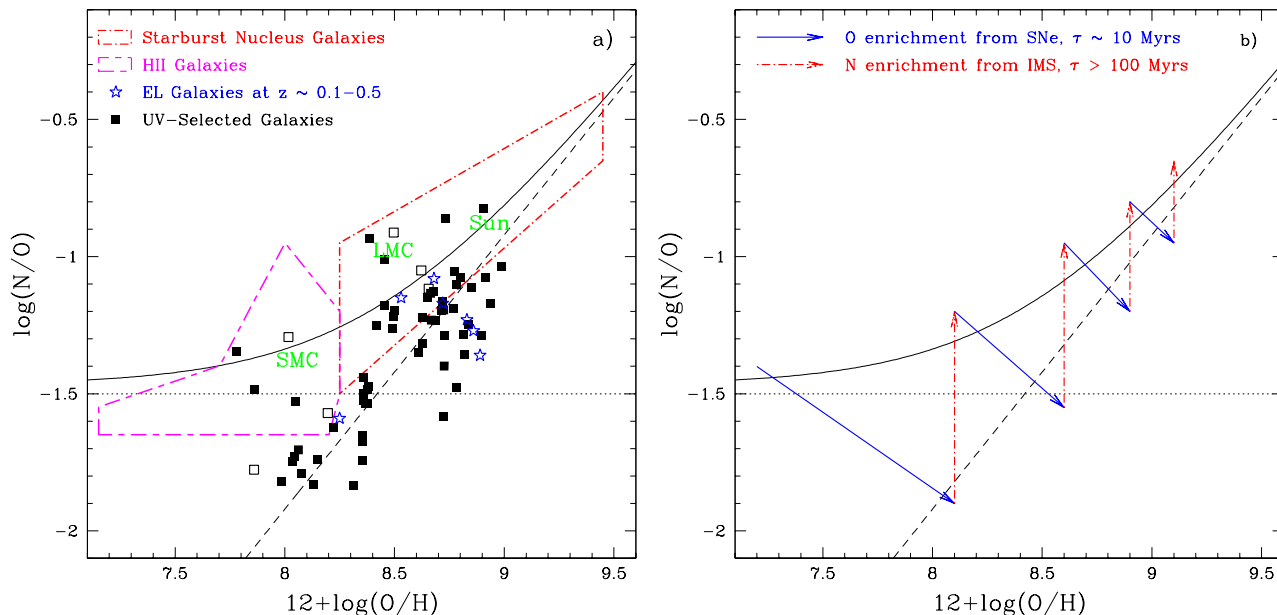 Starburst Nucleus Galaxies
a)
HII Galaxies
EL Galaxies at z ~ 0.1−0.5
UV−Selected Galaxies
Sun
LMC
SMC
−0.5
−1
−1.5
−2
log(N/O)
7.5 8 8.5 9 9.5
12+log(O/H)
O enrichment from SNe, τ ~ 10 Myrs
b)
N enrichment from IMS, τ > 100 Myrs
−0.5
−1
−1.5
−2
log(N/O)
7.5 8 8.5 9 9.5
12+log(O/H)